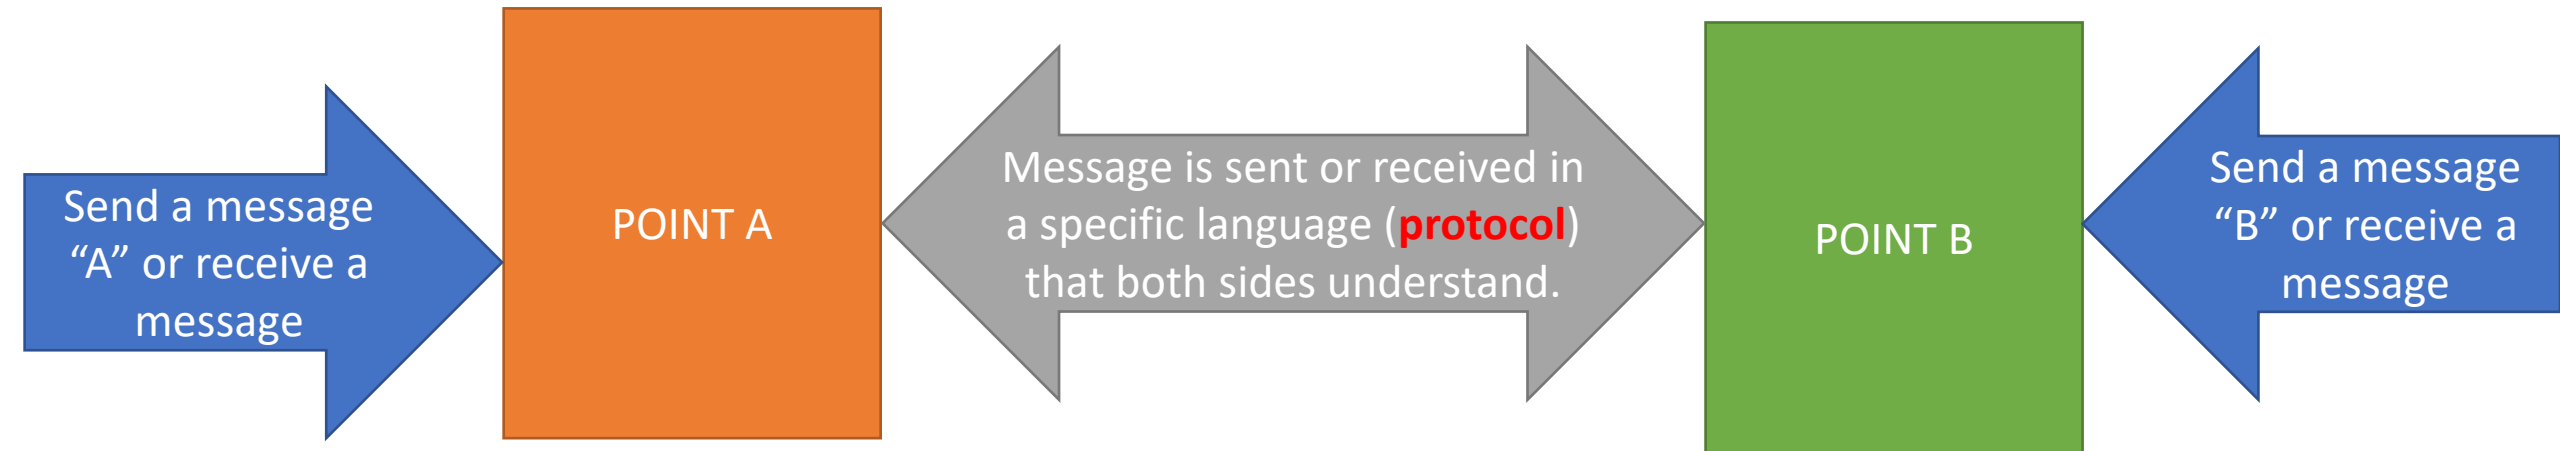 Send a message
“A” or receive a
message
POINT A
Message is sent or received in
a specific language (protocol)
that both sides understand.
POINT B
Send a message
“B” or receive a
message